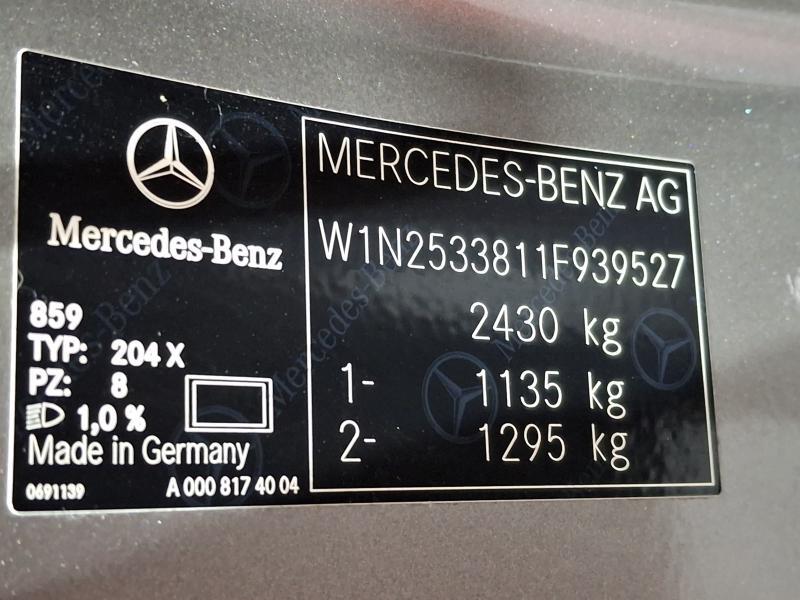 Mercedes-Benz
859
TYP: 204 X
PZ: 8
1,0 %
Made in Germany
0691139 A 000 817 40 04
MERCEDES-BENZ AG
W1N2533811F939527
2430 kg
1- 1135 kg
2- 1295 kg